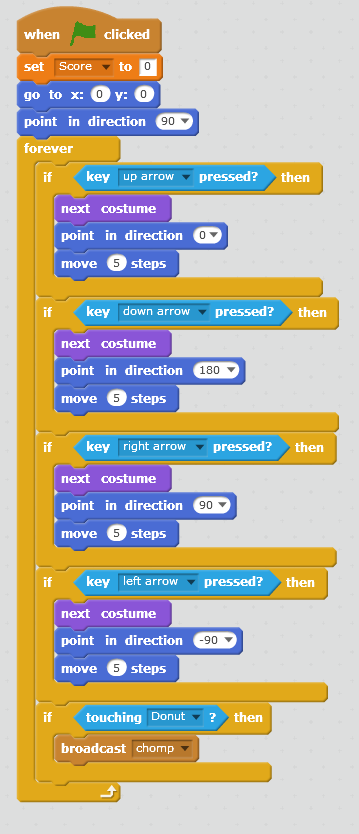 when clicked
set Score to 0
go to x: 0 y: 0
point in direction 90
forever
if key up arrow pressed? then
next costume
point in direction 0
move 5 steps
if key down arrow pressed? then
next costume
point in direction 180
move 5 steps
if key right arrow pressed? then
next costume
point in direction 90
move 5 steps
if key left arrow pressed? then
next costume
point in direction -90
move 5 steps
if touching Donut ? then
broadcast chomp